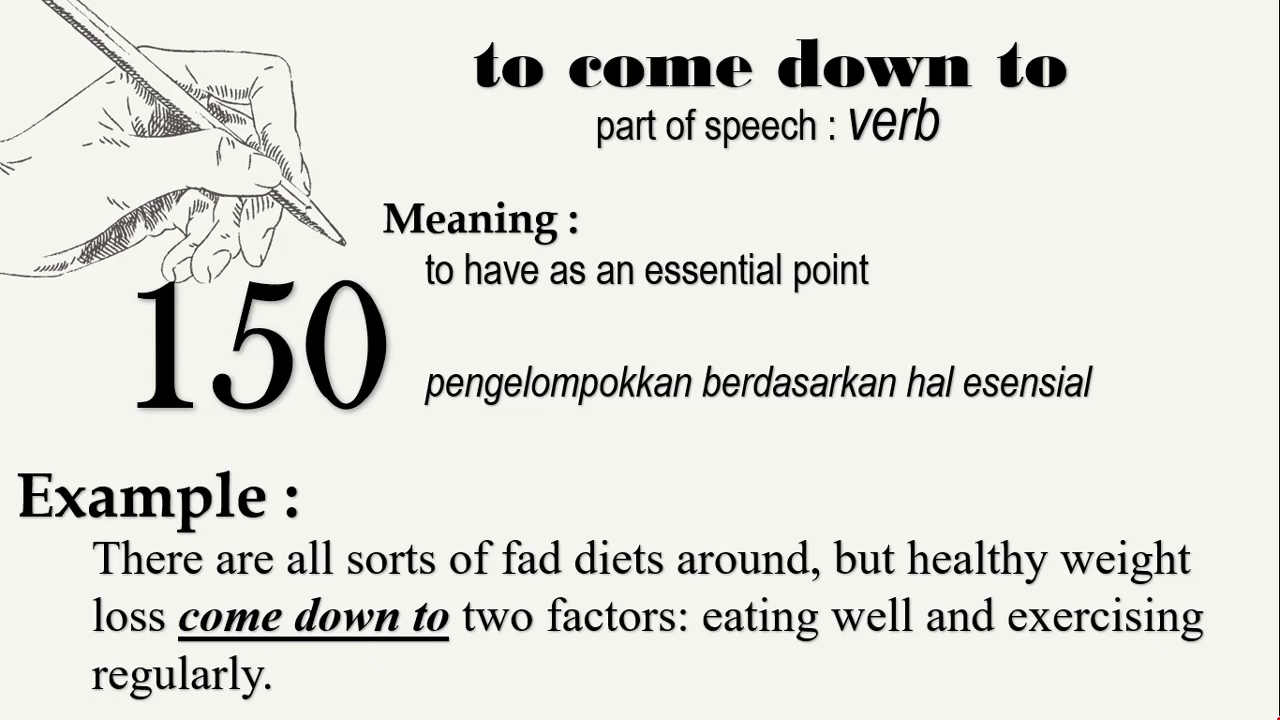 to come down to
part of speech : verb
Meaning :
to have as an essential point
150
pengelompokkan berdasarkan hal esensial
Example :
There are all sorts of fad diets around, but healthy weight
loss come down to two factors: eating well and exercising
regularly.